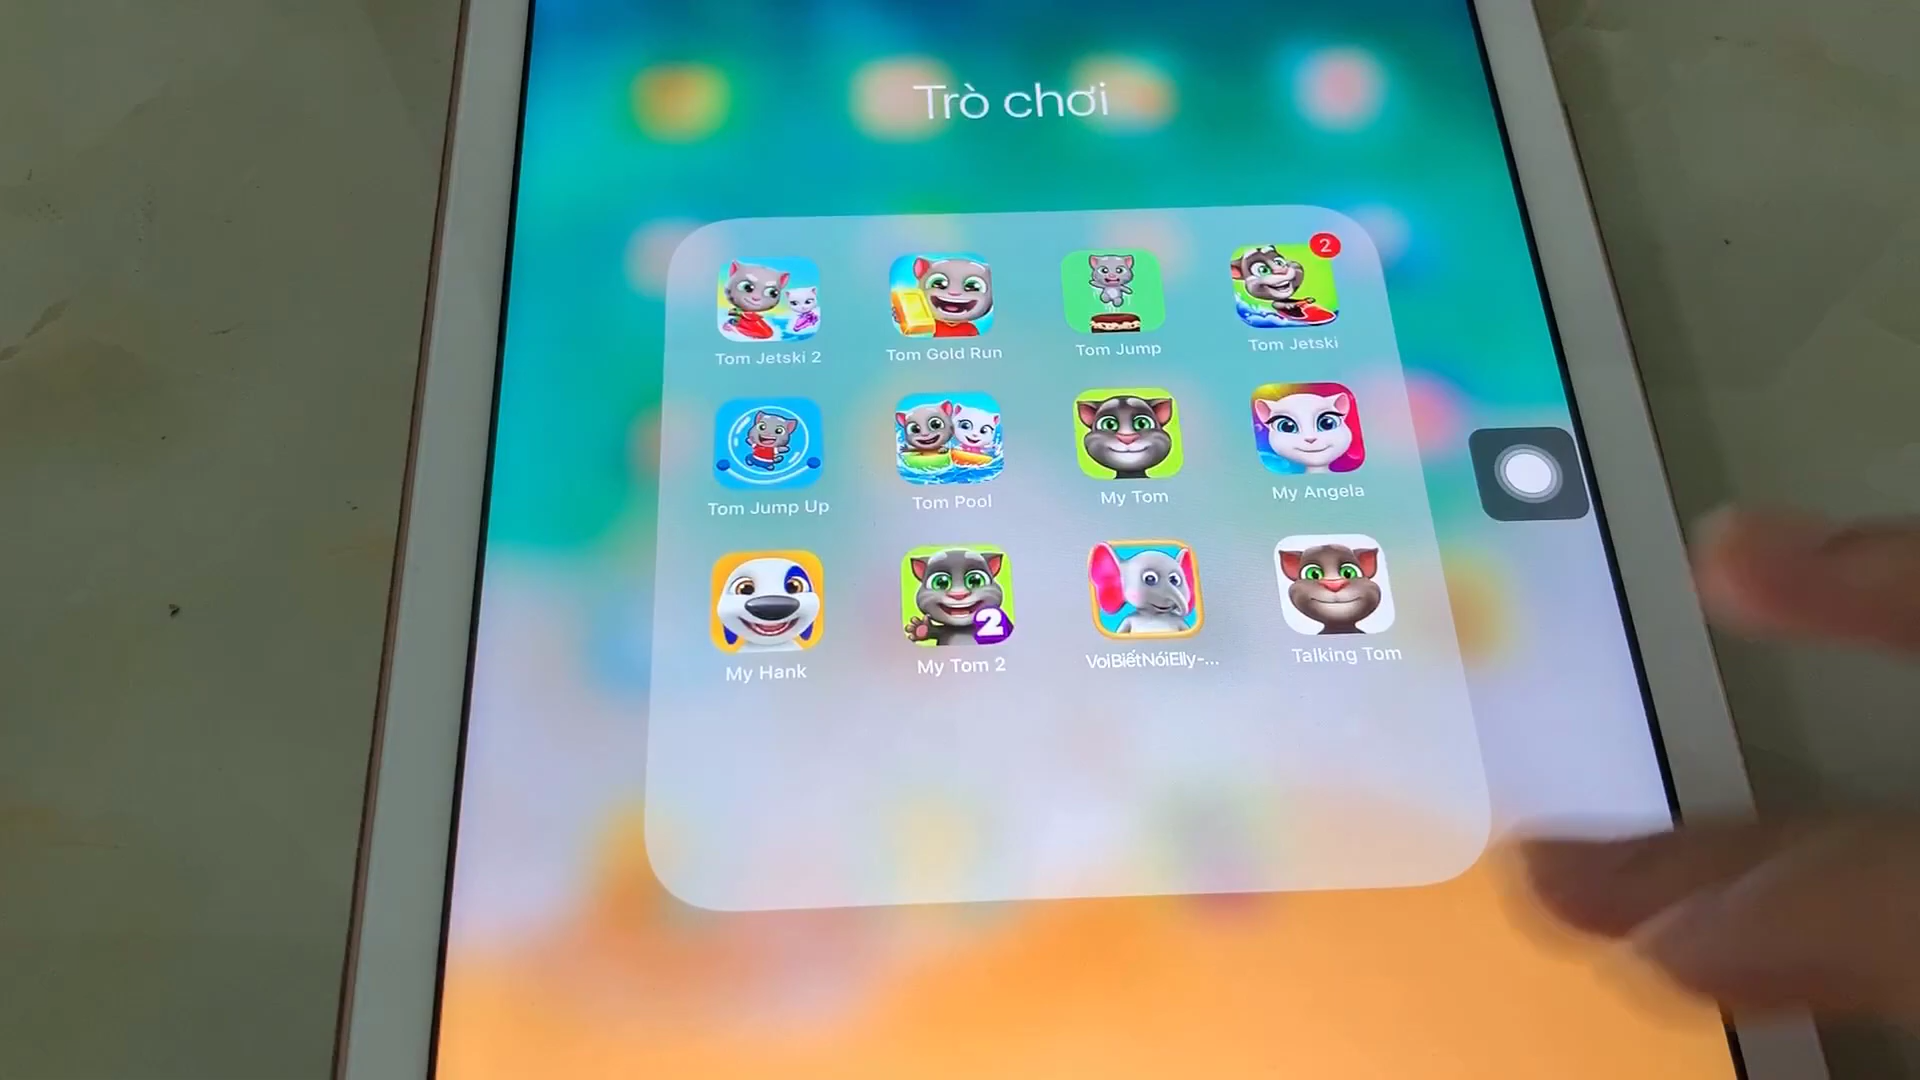 Trò chơi
2
Tom Jetski 2
Tom Gold Run
Tom Jump
Tom Jetski
Tom Jump Up
Tom Pool
My Tom
My Angela
2
My Hank
My Tom 2
VoiBiếtNóiElly-...
Talking Tom